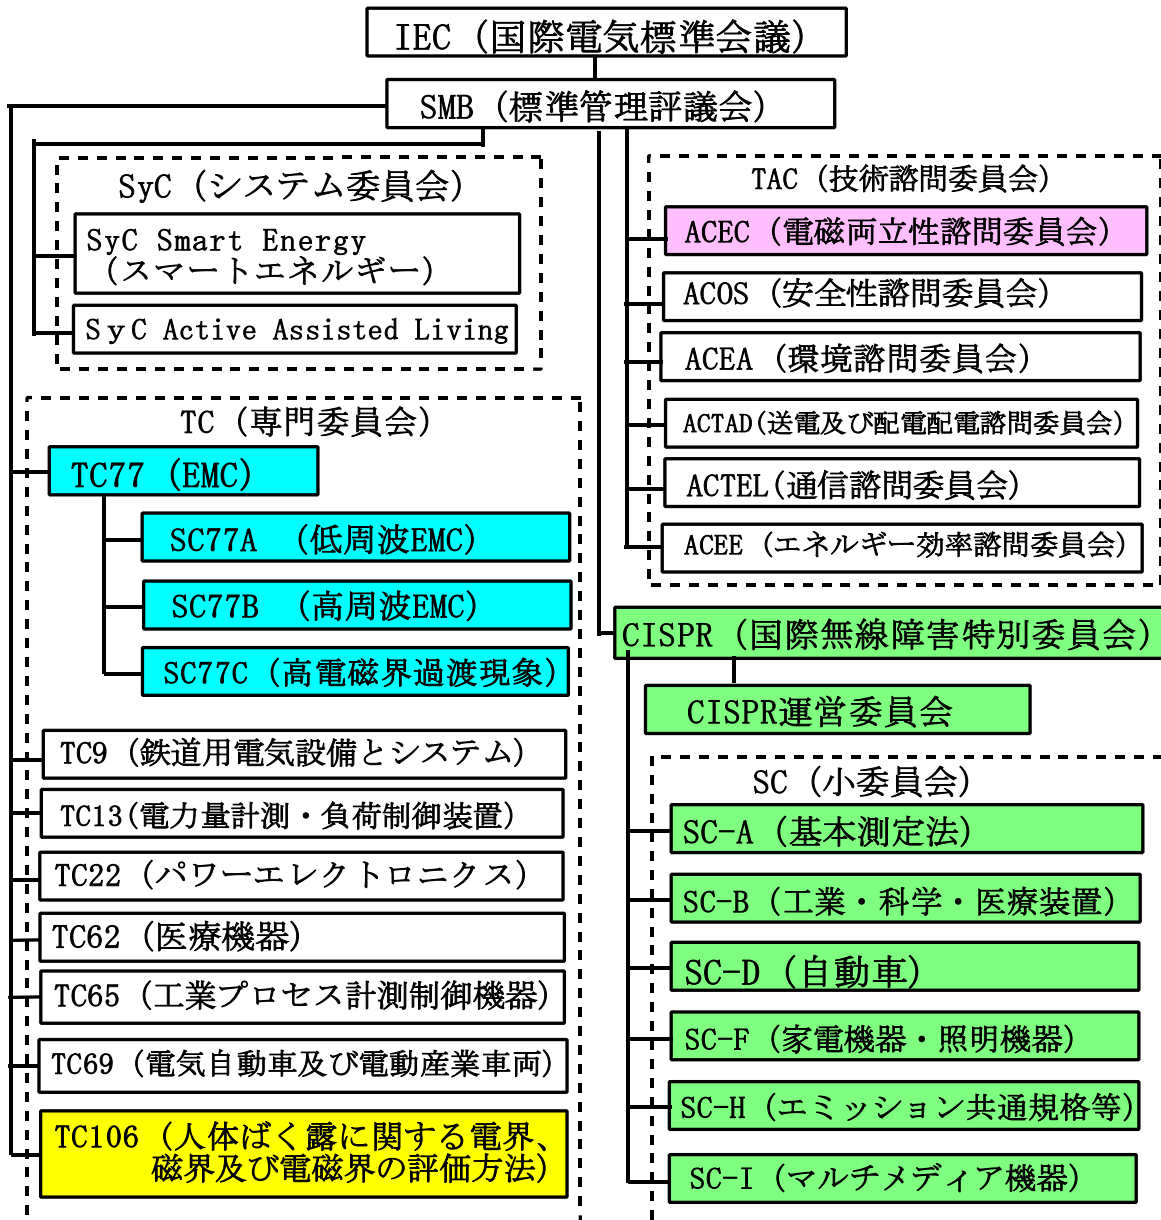 IEC (国際電気標準会議)
SMB (標準管理評議会)
SyC (システム委員会)
SyC Smart Energy
(スマートエネルギー)
SyC Active Assisted Living
TC (専門委員会)
TC77 (EMC)
SC77A (低周波EMC)
SC77B (高周波EMC)
SC77C (高電磁界過渡現象)
TC9 (鉄道用電気設備とシステム)
TC13(電力量計測・負荷制御装置)
TC22 (パワーエレクトロニクス)
TC62 (医療機器)
TC65 (工業プロセス計測制御機器)
TC69 (電気自動車及び電動産業車両)
TC106 (人体ばく露に関する電界、
磁界及び電磁界の評価方法)
TAC (技術諮問委員会)
ACEC (電磁両立性諮問委員会)
ACOS (安全性諮問委員会)
ACEA (環境諮問委員会)
ACTAD(送電及び配電配電諮問委員会)
ACTEL(通信諮問委員会)
ACEE (エネルギー効率諮問委員会)
CISPR (国際無線障害特別委員会)
CISPR運営委員会
SC (小委員会)
SC-A (基本測定法)
SC-B (工業・科学・医療装置)
SC-D (自動車)
SC-F (家電機器・照明機器)
SC-H (エミッション共通規格等)
SC-I (マルチメディア機器)